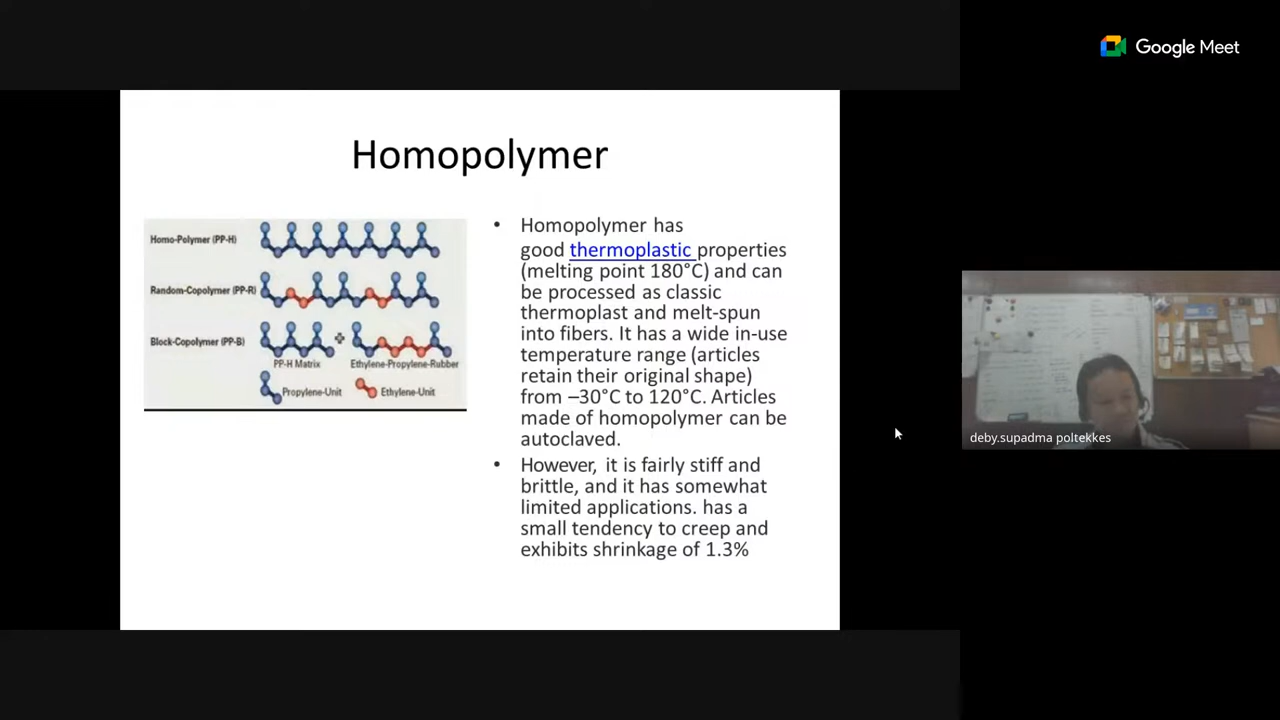 Google Meet
Homopolymer
Homo-Polymer (PP-H)
Random-Copolymer (PP-R)
Block-Copolymer (PP-B)
PP-H Matrix
Ethylene-Propylene-Rubber
Propylene-Unit
Ethylene-Unit
• Homopolymer has
good thermoplastic properties
(melting point 180°C) and can
be processed as classic
thermoplast and melt-spun
into fibers. It has a wide in-use
temperature range (articles
retain their original shape)
from –30°C to 120°C. Articles
made of homopolymer can be
autoclaved.
• However, it is fairly stiff and
brittle, and it has somewhat
limited applications. has a
small tendency to creep and
exhibits shrinkage of 1.3%
deby.supadma poltekkes